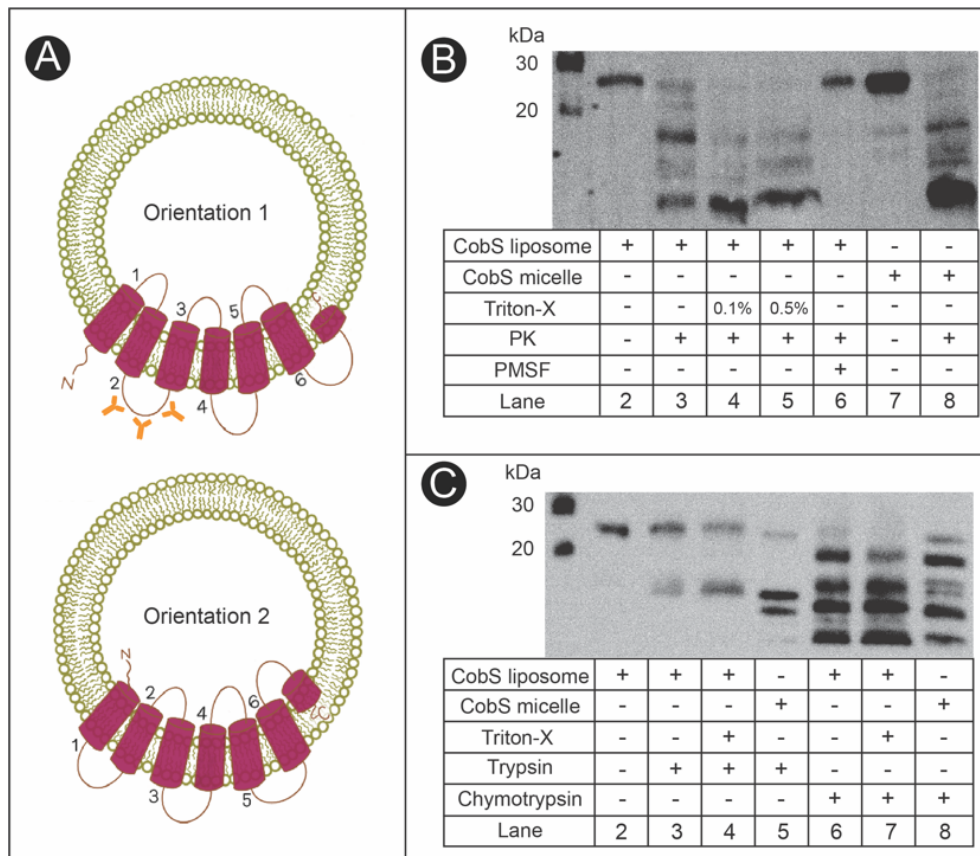 A
1
3
5
Orientation 1
C
N
2
4
6
Orientation 2
N
2
4
6
C
1
3
5
B
kDa
30
20
CobS liposome + + + + + - -
CobS micelle - - - - - + +
Triton-X - - 0.1% 0.5% - - -
PK - + + + + - +
PMSF - - - - + - -
Lane 2 3 4 5 6 7 8
C
kDa
30
20
CobS liposome + + + - + + -
CobS micelle - - - + - - +
Triton-X - - + - - + -
Trypsin - + + + - - -
Chymotrypsin - - - - + + +
Lane 2 3 4 5 6 7 8